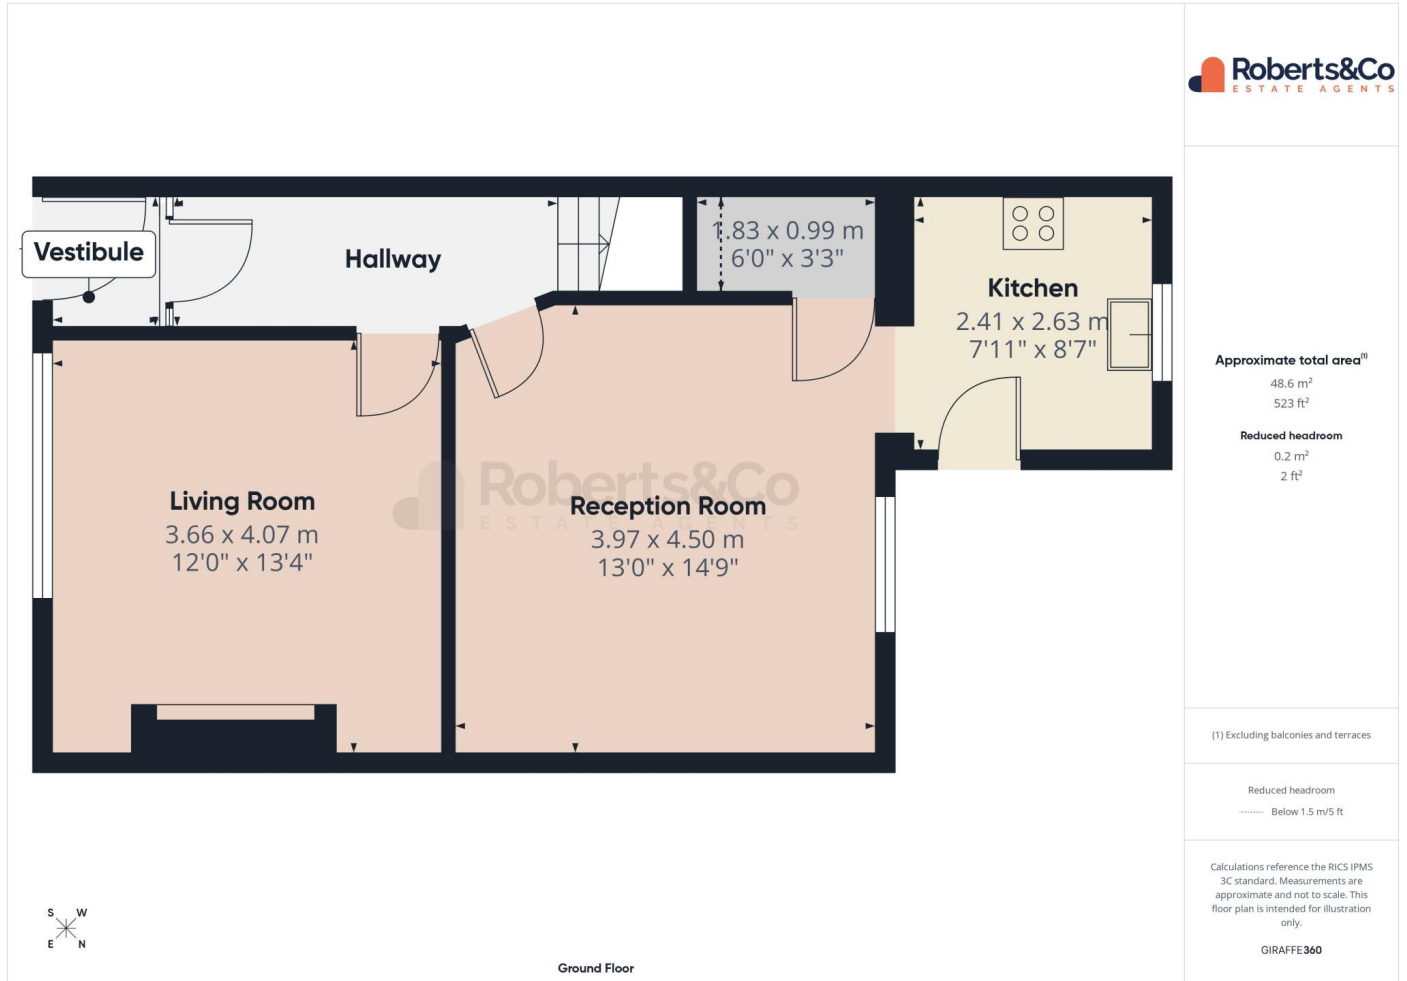 Roberts&Co
ESTATE AGENTS
Vestibule
Hallway
1.83 x 0.99 m
6'0" x 3'3"
Kitchen
2.41 x 2.63 m
7'11" x 8'7"
Living Room
3.66 x 4.07 m
12'0" x 13'4"
Roberts&Co
ESTATE AGENTS
Reception Room
3.97 x 4.50 m
13'0" x 14'9"
Approximate total area(1)
48.6 m²
523 ft²
Reduced headroom
0.2 m²
2 ft²
(1) Excluding balconies and terraces
Reduced headroom
Below 1.5 m/5 ft
Calculations reference the RICS IPMS
3C standard. Measurements are
approximate and not to scale. This
floor plan is intended for illustration
only.
GIRAFFE360
S W
E N
Ground Floor